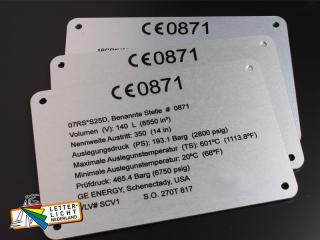 CE0871
CE0871
CE0871
07RS*S25D, Benannte Stelle # 0871
Volumen (V): 140 L (8550 in³)
Nennweite Austritt: 350 (14 in)
Auslegungsdruck (PS): 193.1 Barg (2800 psig)
Maximale Auslegungstemperatur (TS): 601ºC (1113.8ºF)
Minimale Auslegungstemperatur: 20ºC (68ºF)
Prüfdruck: 465.4 Barg (6750 psig)
GE ENERGY, Schenectady, USA
VLV# SCV1 S.O. 270T 817
LETTER-
LICHT
NEDERLAND